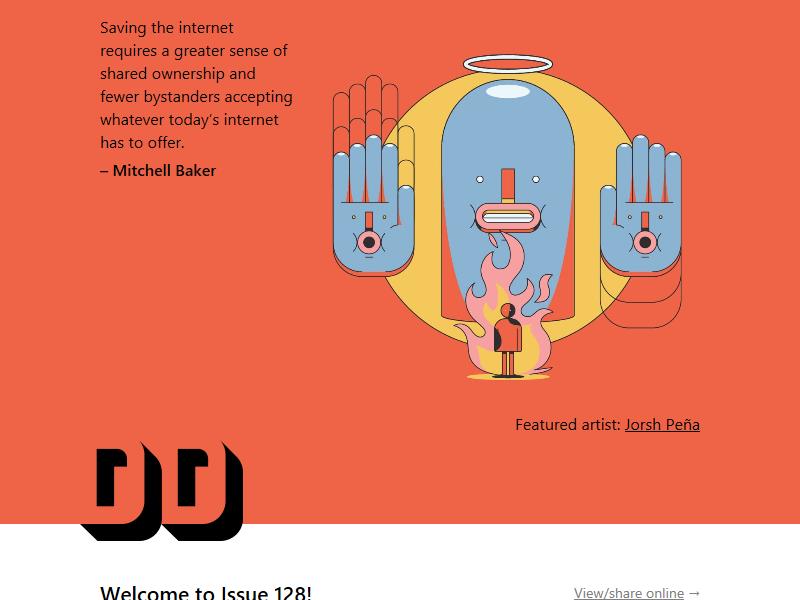 Saving the internet
requires a greater sense of
shared ownership and
fewer bystanders accepting
whatever today's internet
has to offer.
– Mitchell Baker
Featured artist: Jorsh Peña
DD
Welcome to Issue 128!
View/share online →